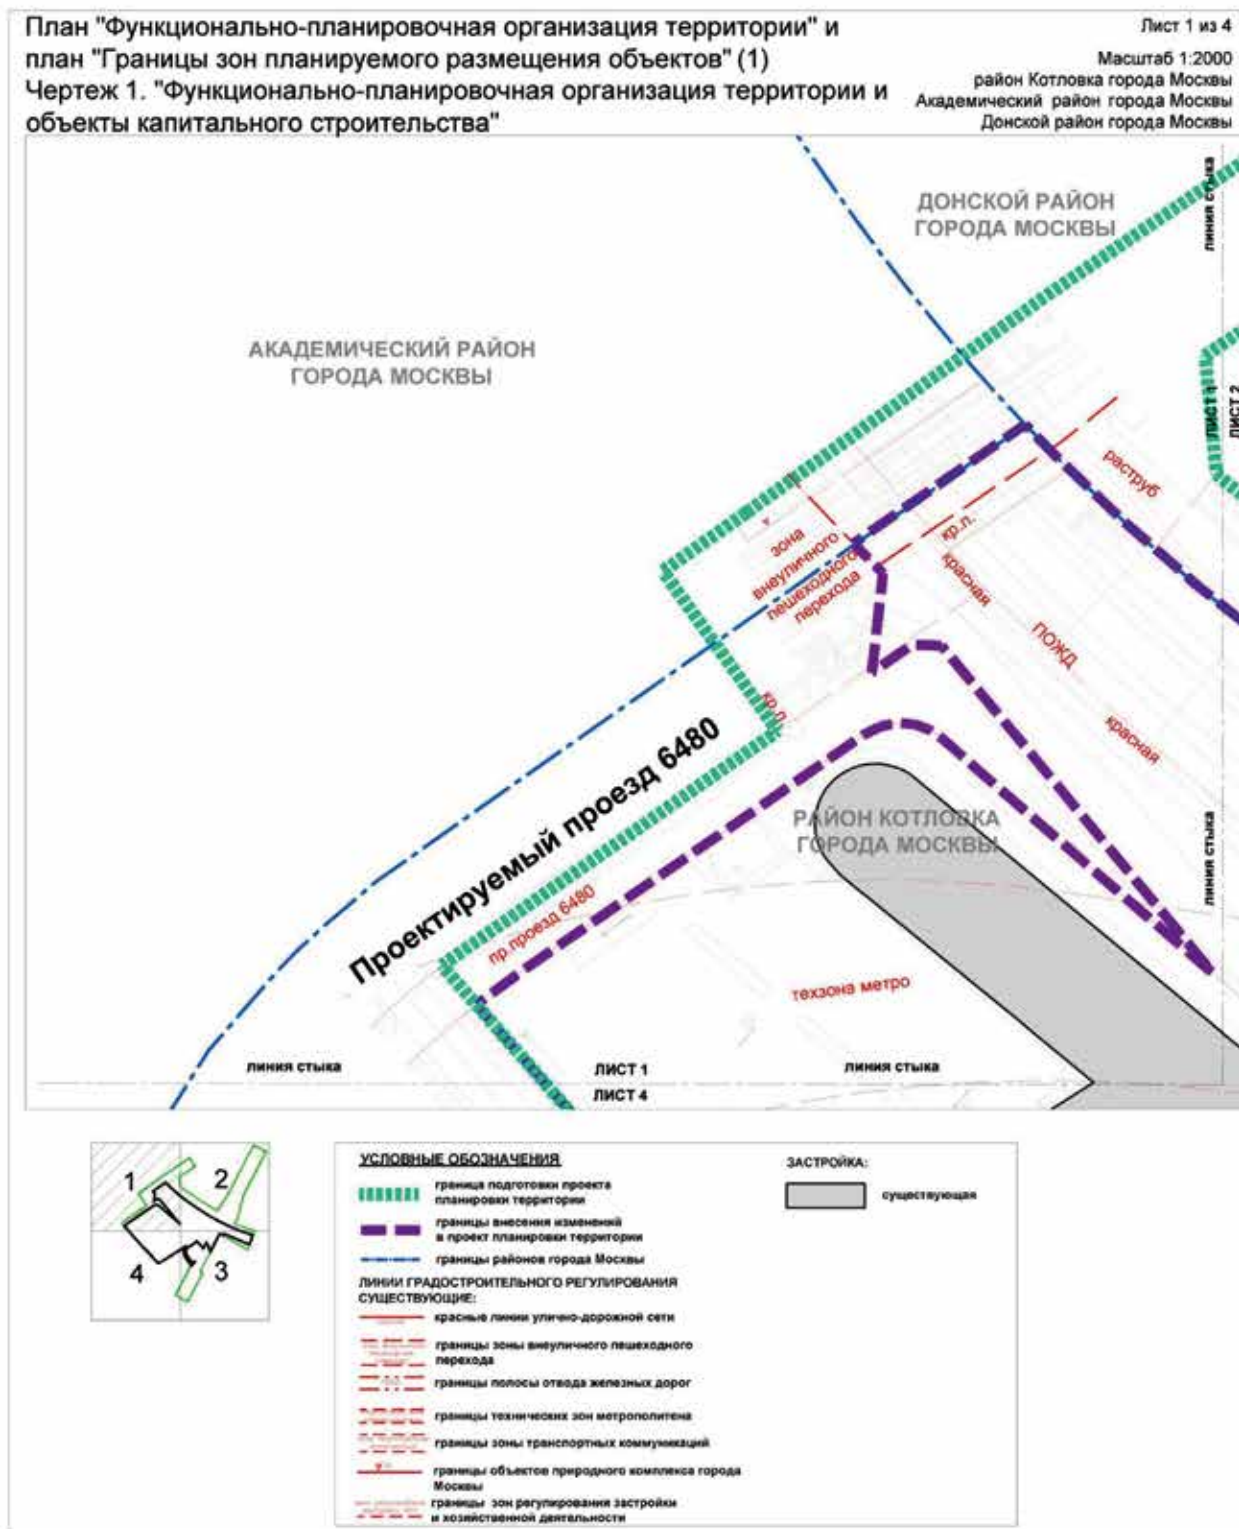 План "Функционально-планировочная организация территории" и
план "Границы зон планируемого размещения объектов" (1)
Чертеж 1. "Функционально-планировочная организация территории и
объекты капитального строительства"
Лист 1 из 4
Масштаб 1:2000
район Котловка города Москвы
Академический район города Москвы
Донской район города Москвы
линия стыка
ДОНСКОЙ РАЙОН
ГОРОДА МОСКВЫ
АКАДЕМИЧЕСКИЙ РАЙОН
ГОРОДА МОСКВЫ
ЛИСТ 1
ЛИСТ 2
раструб
зона
внеуличного
пешеходного
перехода
кр.л.
красная
ПОЖД
красная
кр.л.
Проектируемый проезд 6480
РАЙОН КОТЛОВКА
ГОРОДА МОСКВЫ
линия стыка
пр.проезд 6480
техзона метро
линия стыка
ЛИСТ 1
линия стыка
ЛИСТ 4
1
2
4
3
УСЛОВНЫЕ ОБОЗНАЧЕНИЯ
граница подготовки проекта
планировки территории
границы внесения изменений
в проект планировки территории
границы районов города Москвы
ЛИНИИ ГРАДОСТРОИТЕЛЬНОГО РЕГУЛИРОВАНИЯ
СУЩЕСТВУЮЩИЕ:
красные линии улично-дорожной сети
границы зоны внеуличного пешеходного
перехода
границы полосы отвода железных дорог
границы технических зон метрополитена
границы зоны транспортных коммуникаций
границы объектов природного комплекса города
Москвы
границы зон регулирования застройки
и хозяйственной деятельности
ЗАСТРОЙКА:
существующая